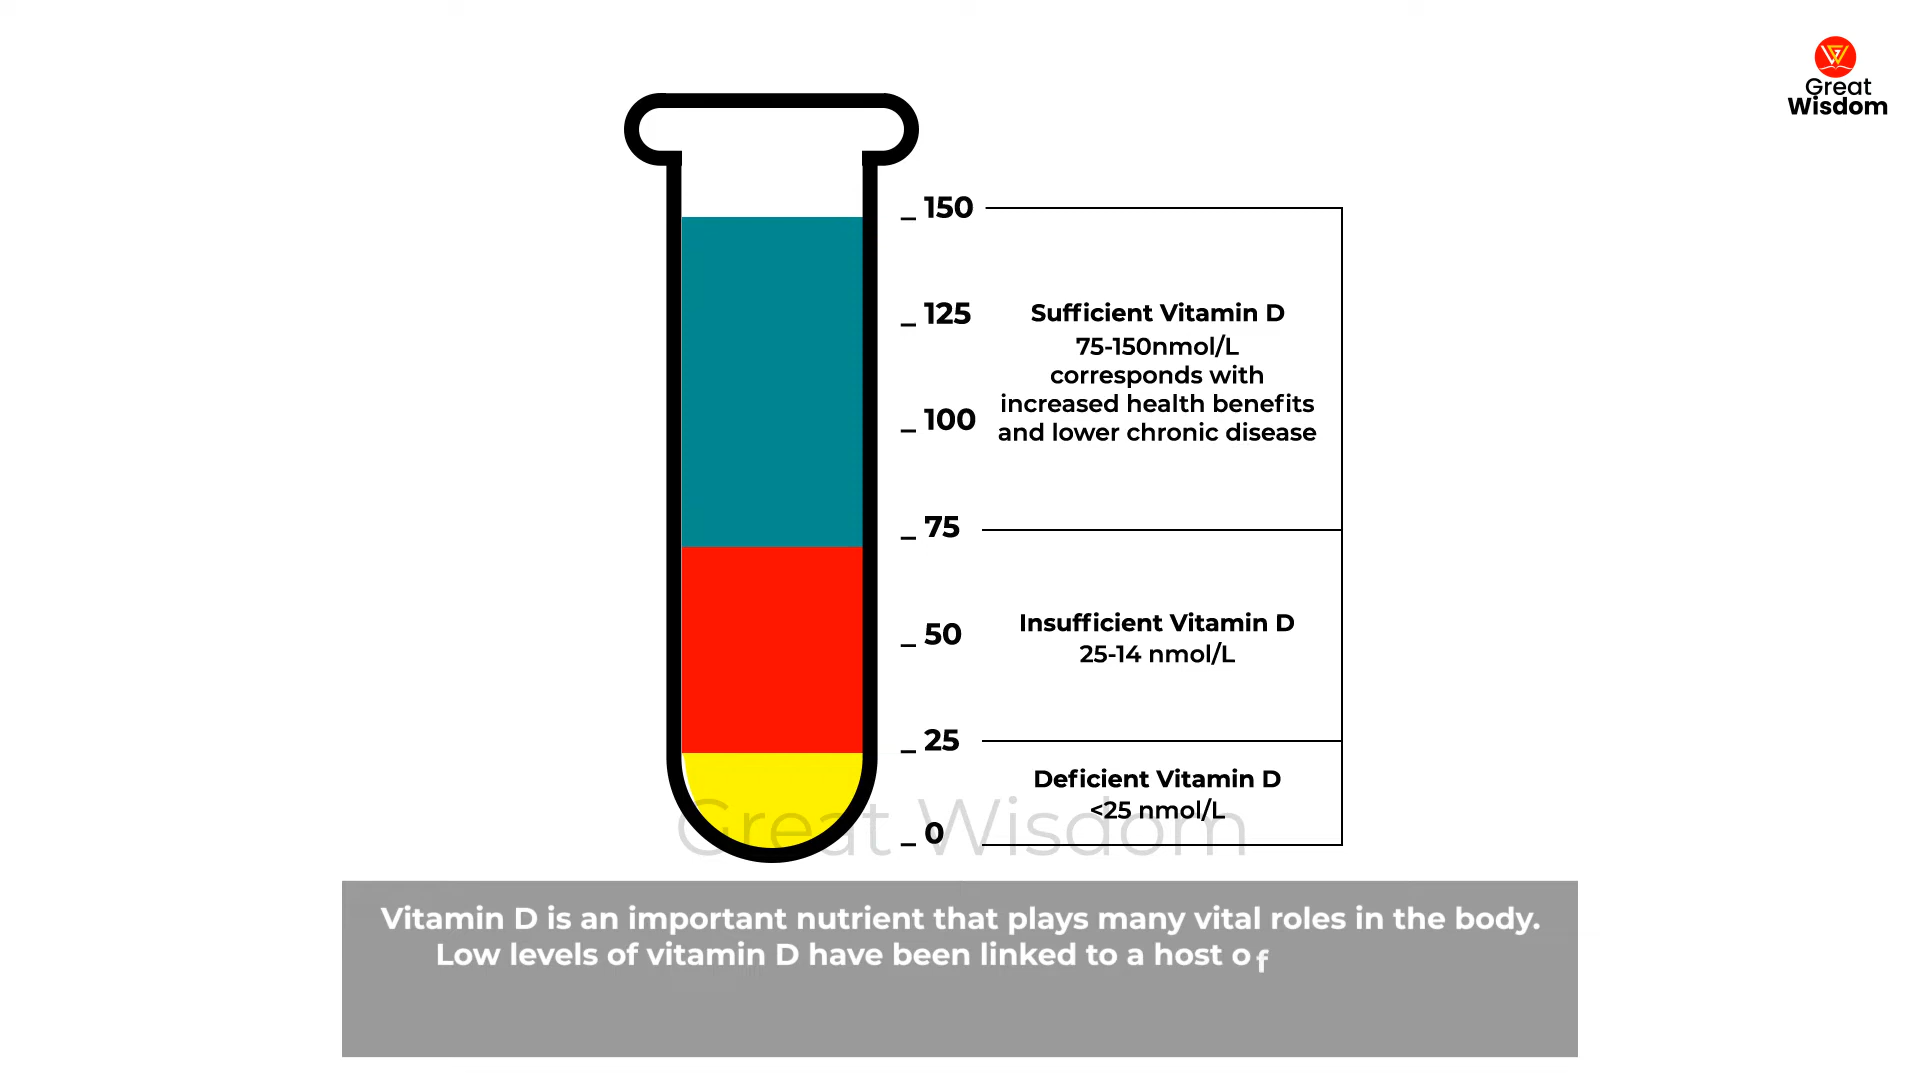 Great
Wisdom
150
125
Sufficient Vitamin D
75-150nmol/L
corresponds with
increased health benefits
and lower chronic disease
100
75
Insufficient Vitamin D
25-14 nmol/L
50
25
Deficient Vitamin D
<25 nmol/L
0
Great Wisdom
Vitamin D is an important nutrient that plays many vital roles in the body.
Low levels of vitamin D have been linked to a host of